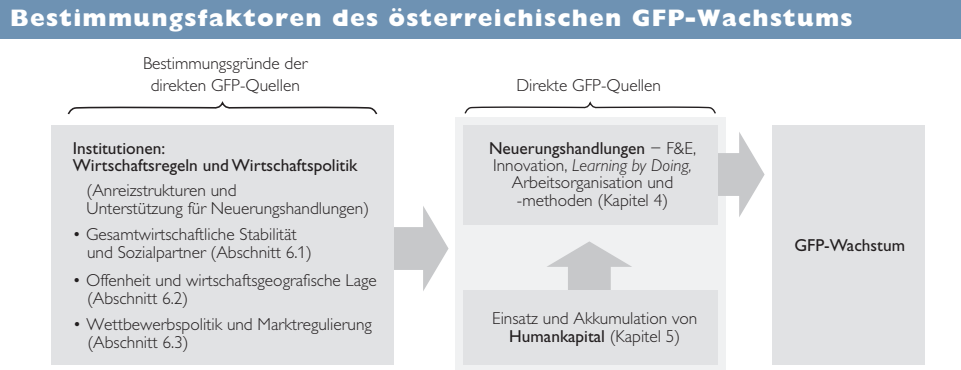 Bestimmungsfaktoren des österreichischen GFP-Wachstums
Bestimmungsgründe der
direkten GFP-Quellen
Institutionen:
Wirtschaftsregeln und Wirtschaftspolitik
(Anreizstrukturen und
Unterstützung für Neuerungshandlungen)
• Gesamtwirtschaftliche Stabilität
und Sozialpartner (Abschnitt 6.1)
• Offenheit und wirtschaftsgeografische Lage
(Abschnitt 6.2)
• Wettbewerbspolitik und Marktregulierung
(Abschnitt 6.3)
Direkte GFP-Quellen
Neuerungshandlungen – F&E,
Innovation, Learning by Doing,
Arbeitsorganisation und
-methoden (Kapitel 4)
Einsatz und Akkumulation von
Humankapital (Kapitel 5)
GFP-Wachstum